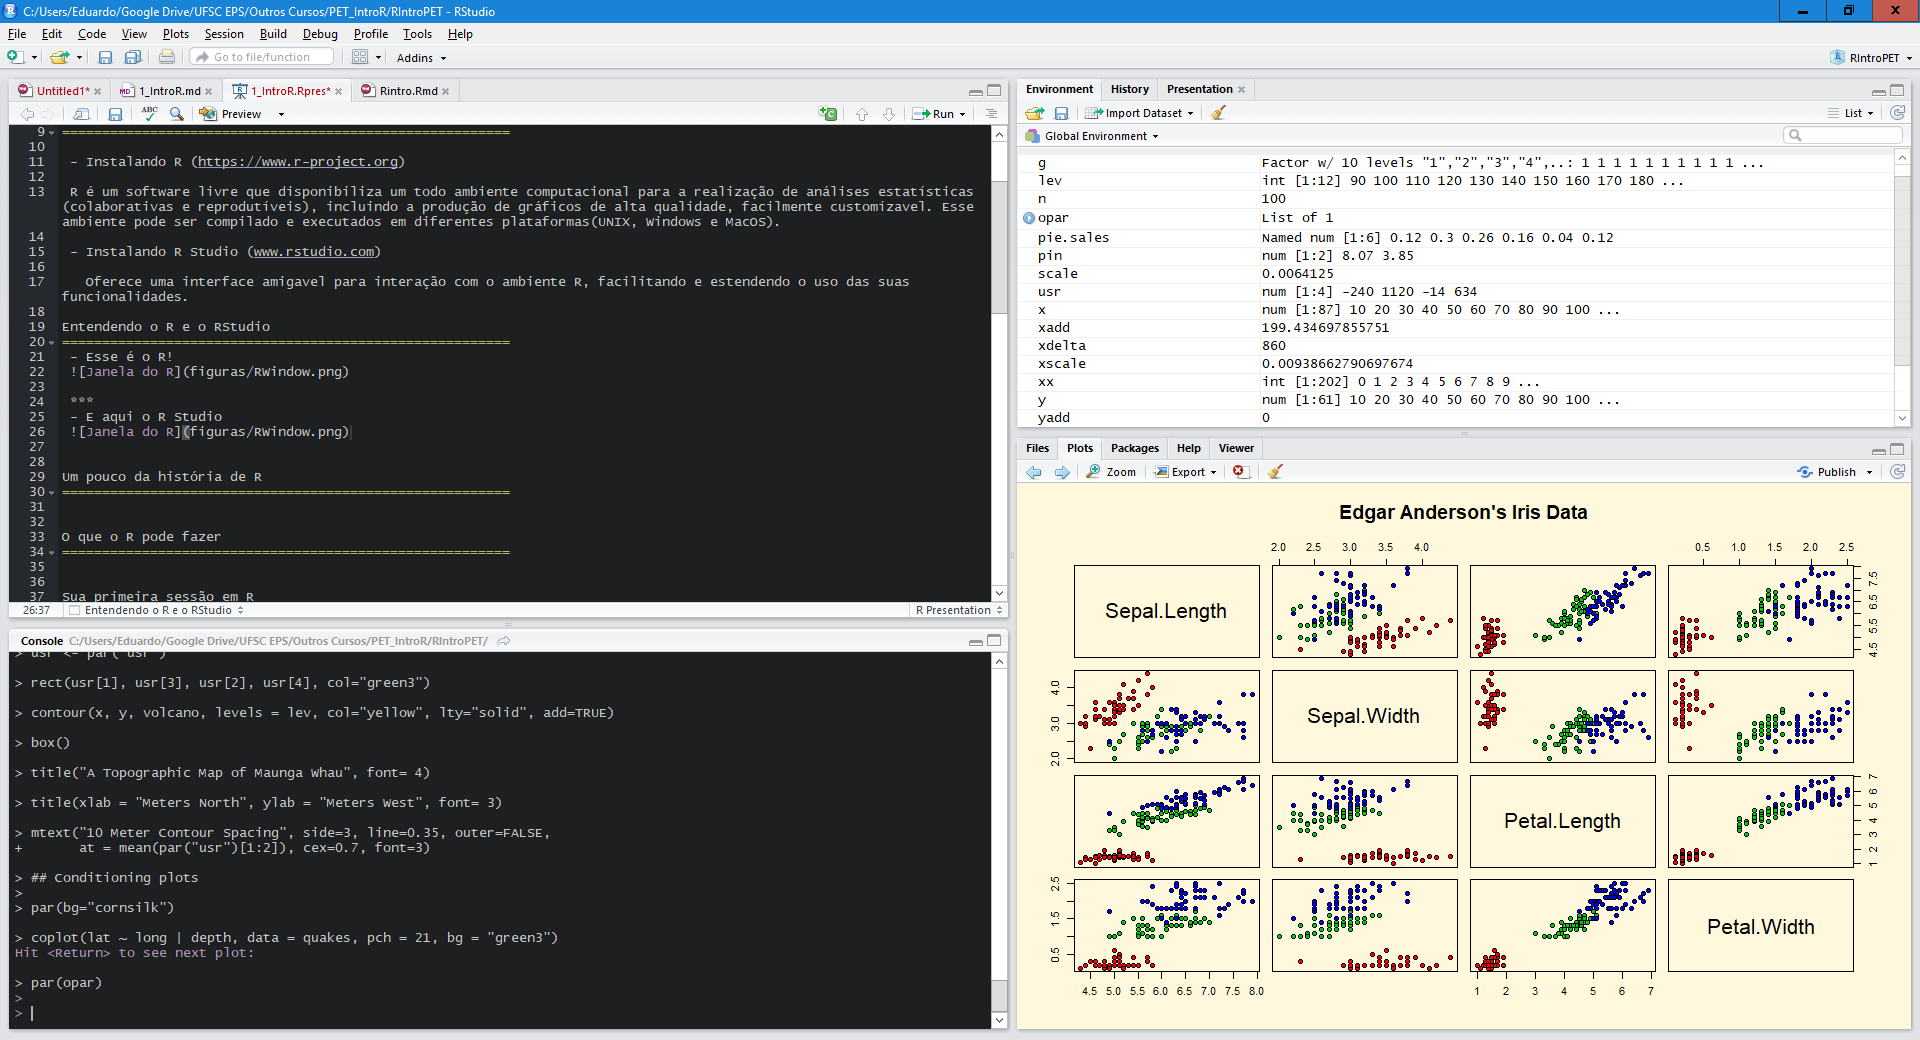 C:/Users/Eduardo/Google Drive/UFSC EPS/Outros Cursos/PET_IntroR/RIntroPET - RStudio
File Edit Code View Plots Session Build Debug Profile Tools Help
Go to file/function Addins RIntroPET
Untitled1* 1_IntroR.md 1_IntroR.Rpres* Rintro.Rmd
ABC Preview Run
9 ========================================================
10
11 - Instalando R (https://www.r-project.org)
12
13 R é um software livre que disponibiliza um todo ambiente computacional para a realização de análises estatísticas
(colaborativas e reprodutíveis), incluindo a produção de gráficos de alta qualidade, facilmente customizavel. Esse
ambiente pode ser compilado e executados em diferentes plataformas(UNIX, Windows e MacOS).
14
15 - Instalando R Studio (www.rstudio.com)
16
17 Oferece uma interface amigavel para interação com o ambiente R, facilitando e estendendo o uso das suas
funcionalidades.
18
19 Entendendo o R e o RStudio
20 ========================================================
21 - Esse é o R!
22 ![Janela do R](figuras/RWindow.png)
23
24 ***
25 - E aqui o R Studio
26 ![Janela do R](figuras/RWindow.png)
27
28
29 Um pouco da história de R
30 ========================================================
31
32
33 O que o R pode fazer
34 ========================================================
35
36
37 Sua primeira sessão em R
26:37 Entendendo o R e o RStudio R Presentation
Console C:/Users/Eduardo/Google Drive/UFSC EPS/Outros Cursos/PET_IntroR/RIntroPET/
> usr <- par("usr")
> rect(usr[1], usr[3], usr[2], usr[4], col="green3")
> contour(x, y, volcano, levels = lev, col="yellow", lty="solid", add=TRUE)
> box()
> title("A Topographic Map of Maunga Whau", font= 4)
> title(xlab = "Meters North", ylab = "Meters West", font= 3)
> mtext("10 Meter Contour Spacing", side=3, line=0.35, outer=FALSE,
+ at = mean(par("usr")[1:2]), cex=0.7, font=3)
> ## Conditioning plots
>
> par(bg="cornsilk")
> coplot(lat ~ long | depth, data = quakes, pch = 21, bg = "green3")
Hit <Return> to see next plot:
> par(opar)
>
>
Environment History Presentation
Import Dataset List
Global Environment
g Factor w/ 10 levels "1","2","3","4",..: 1 1 1 1 1 1 1 1 1 1 ...
lev int [1:12] 90 100 110 120 130 140 150 160 170 180 ...
n 100
opar List of 1
pie.sales Named num [1:6] 0.12 0.3 0.26 0.16 0.04 0.12
pin num [1:2] 8.07 3.85
scale 0.0064125
usr num [1:4] -240 1120 -14 634
x num [1:87] 10 20 30 40 50 60 70 80 90 100 ...
xadd 199.434697855751
xdelta 860
xscale 0.00938662790697674
xx int [1:202] 0 1 2 3 4 5 6 7 8 9 ...
y num [1:61] 10 20 30 40 50 60 70 80 90 100 ...
yadd 0
Files Plots Packages Help Viewer
Zoom Export Publish
Edgar Anderson's Iris Data
2.0 2.5 3.0 3.5 4.0 0.5 1.0 1.5 2.0 2.5
Sepal.Length
4.5 5.5 6.5 7.5
2.0 3.0 4.0
Sepal.Width
Petal.Length
1 2 3 4 5 6 7
0.5 1.5 2.5
Petal.Width
4.5 5.0 5.5 6.0 6.5 7.0 7.5 8.0 1 2 3 4 5 6 7